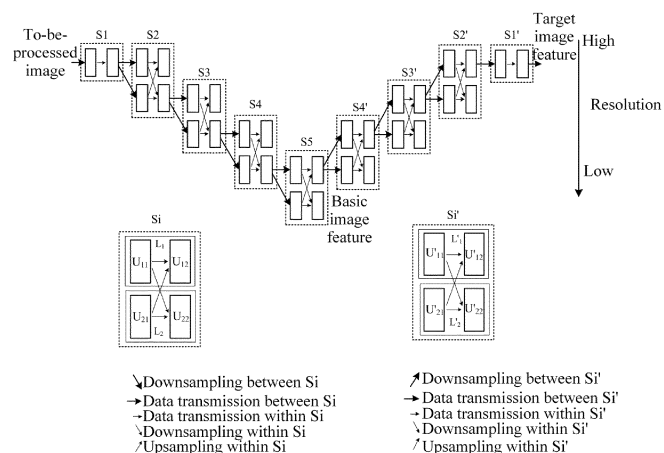 To-be-
processed
image
S1
S2
S3
S4
S5
Basic
image
feature
S4'
S3'
S2'
S1'
Target
image
feature
High
Resolution
Low
Si
L1
U11
U12
U21
U22
L2
Si'
L'1
U'11
U'12
U'21
U'22
L'2
Downsampling between Si
Data transmission between Si
Data transmission within Si
Downsampling within Si
Upsampling within Si
Downsampling between Si'
Data transmission between Si'
Data transmission within Si'
Downsampling within Si'
Upsampling within Si'